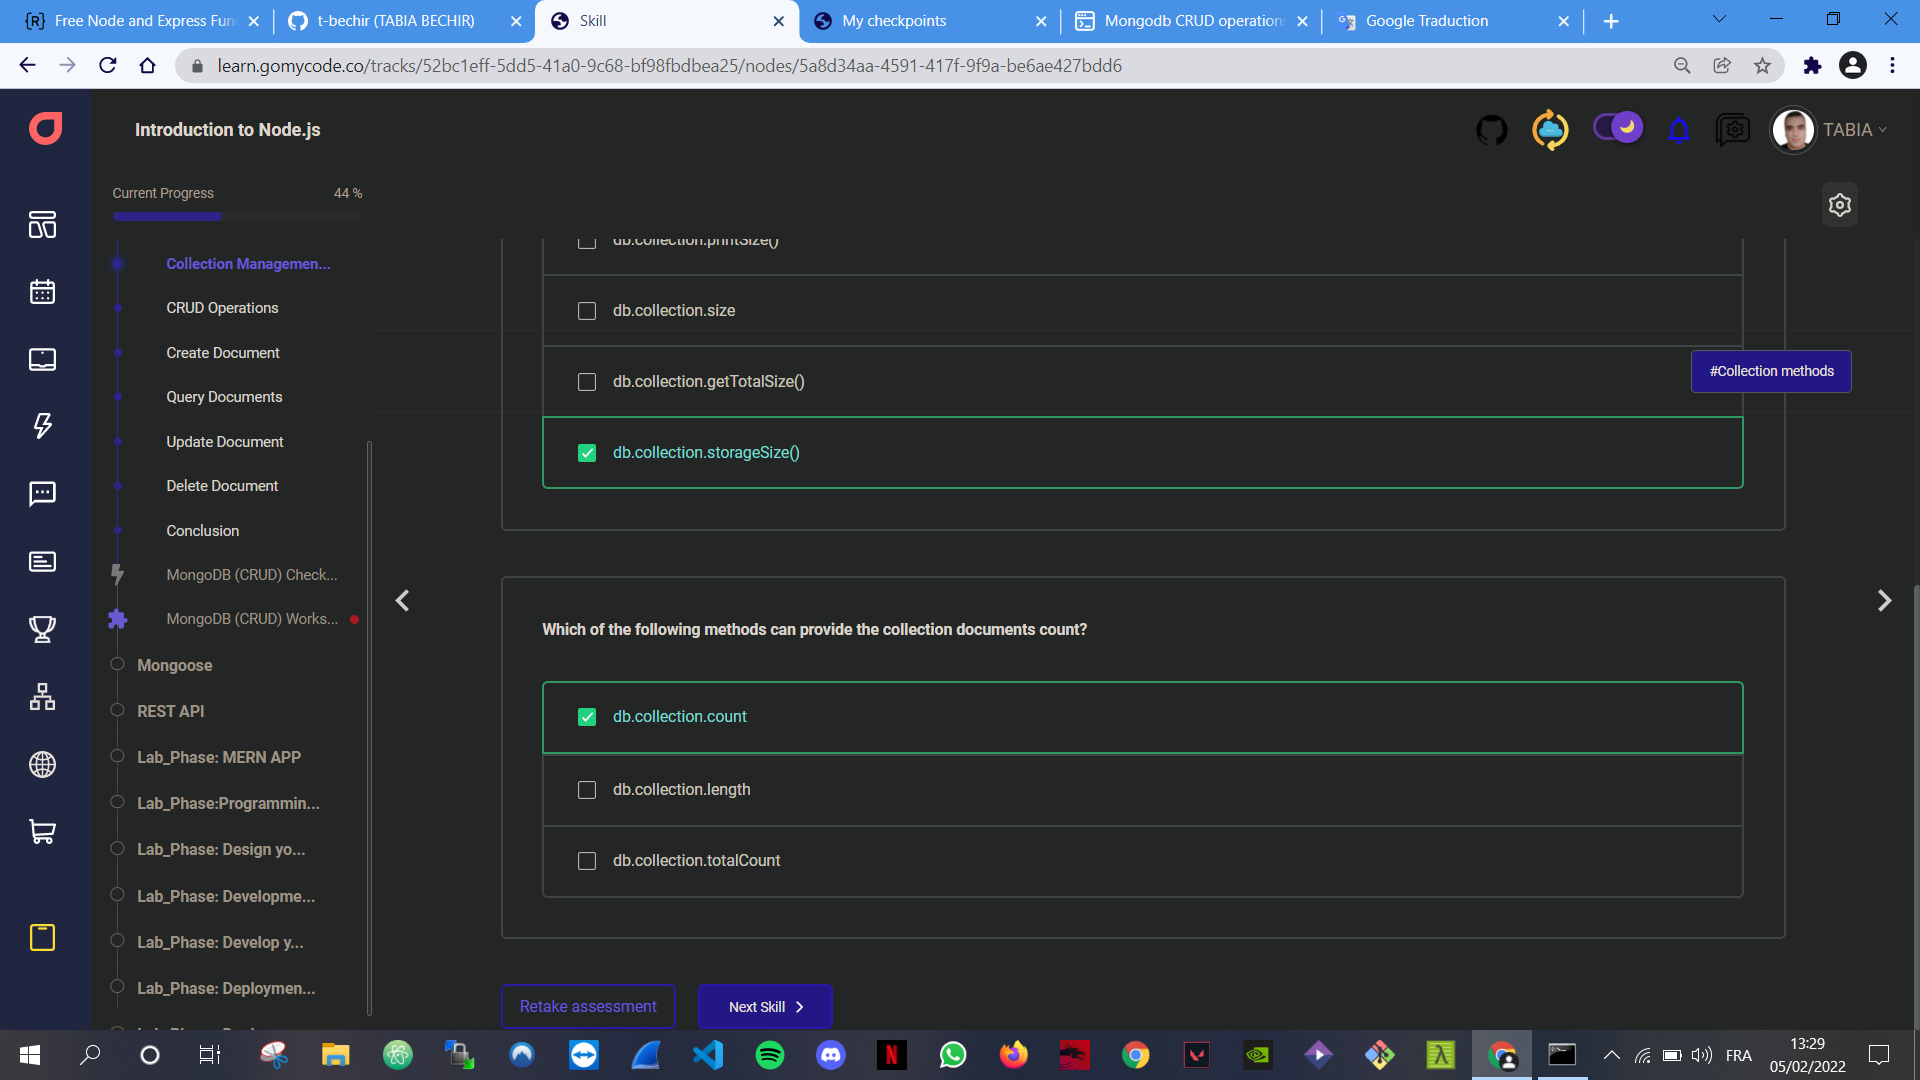 Free Node and Express Fun
t-bechir (TABIA BECHIR)
Skill
My checkpoints
Mongodb CRUD operation
Google Traduction
learn.gomycode.co/tracks/52bc1eff-5dd5-41a0-9c68-bf98fbdbea25/nodes/5a8d34aa-4591-417f-9f9a-be6ae427bdd6
Introduction to Node.js
TABIA
Current Progress
44 %
Collection Managemen...
CRUD Operations
Create Document
Query Documents
Update Document
Delete Document
Conclusion
MongoDB (CRUD) Check...
MongoDB (CRUD) Works...
Mongoose
REST API
Lab_Phase: MERN APP
Lab_Phase:Programmin...
Lab_Phase: Design yo...
Lab_Phase: Developme...
Lab_Phase: Develop y...
Lab_Phase: Deploymen...
db.collection.printSize()
db.collection.size
db.collection.getTotalSize()
db.collection.storageSize()
#Collection methods
Which of the following methods can provide the collection documents count?
db.collection.count
db.collection.length
db.collection.totalCount
Retake assessment
Next Skill
FRA
13:29
05/02/2022